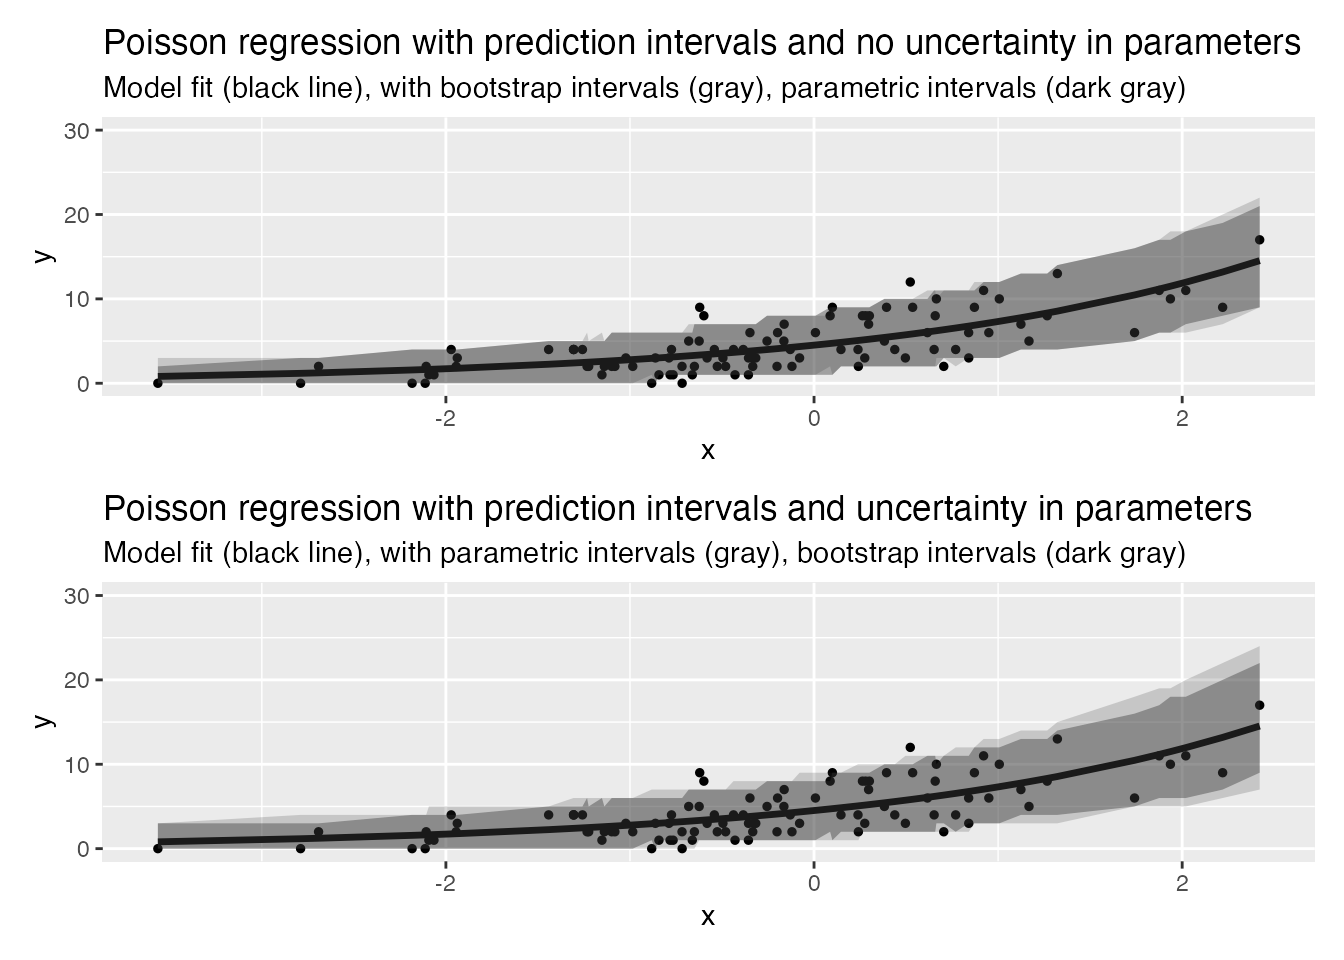 Poisson regression with prediction intervals and no uncertainty in parameters
Model fit (black line), with bootstrap intervals (gray), parametric intervals (dark gray)
30
20
10
0
y
-2
0
2
x
Poisson regression with prediction intervals and uncertainty in parameters
Model fit (black line), with parametric intervals (gray), bootstrap intervals (dark gray)
30
20
10
0
y
-2
0
2
x